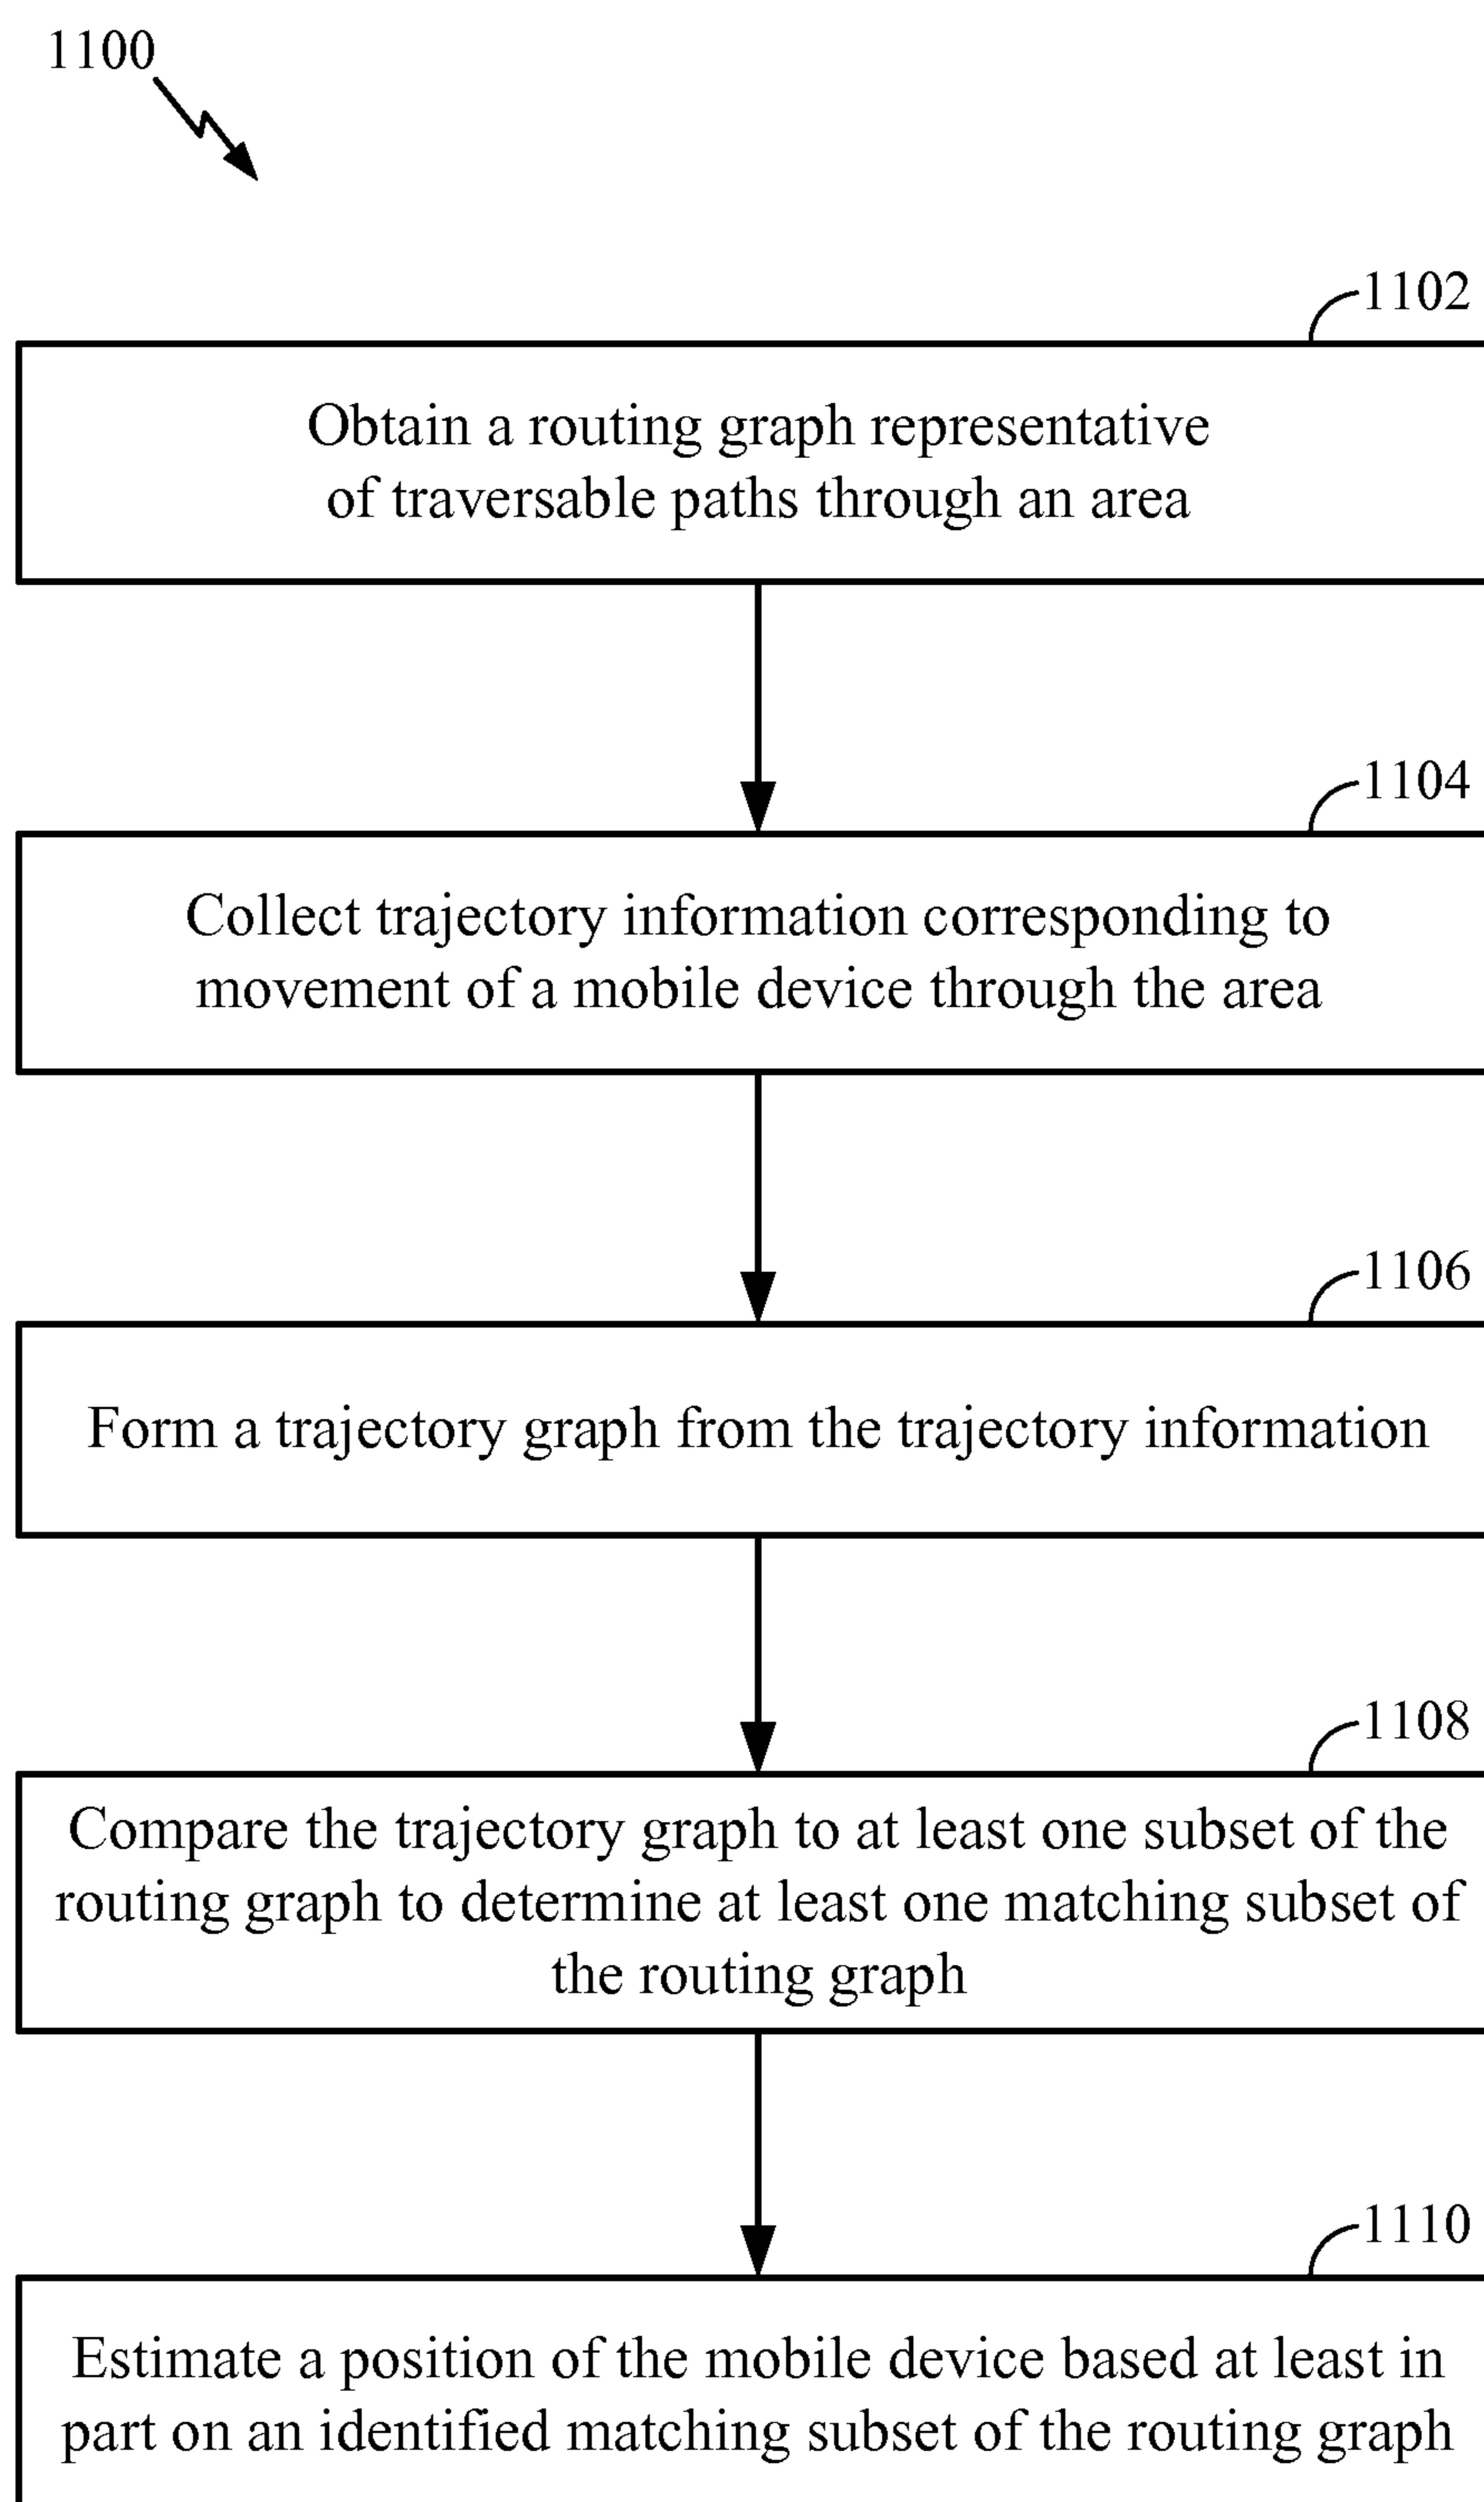 1100
1102
Obtain a routing graph representative
of traversable paths through an area
1104
Collect trajectory information corresponding to
movement of a mobile device through the area
1106
Form a trajectory graph from the trajectory information
1108
Compare the trajectory graph to at least one subset of the
routing graph to determine at least one matching subset of
the routing graph
1110
Estimate a position of the mobile device based at least in
part on an identified matching subset of the routing graph